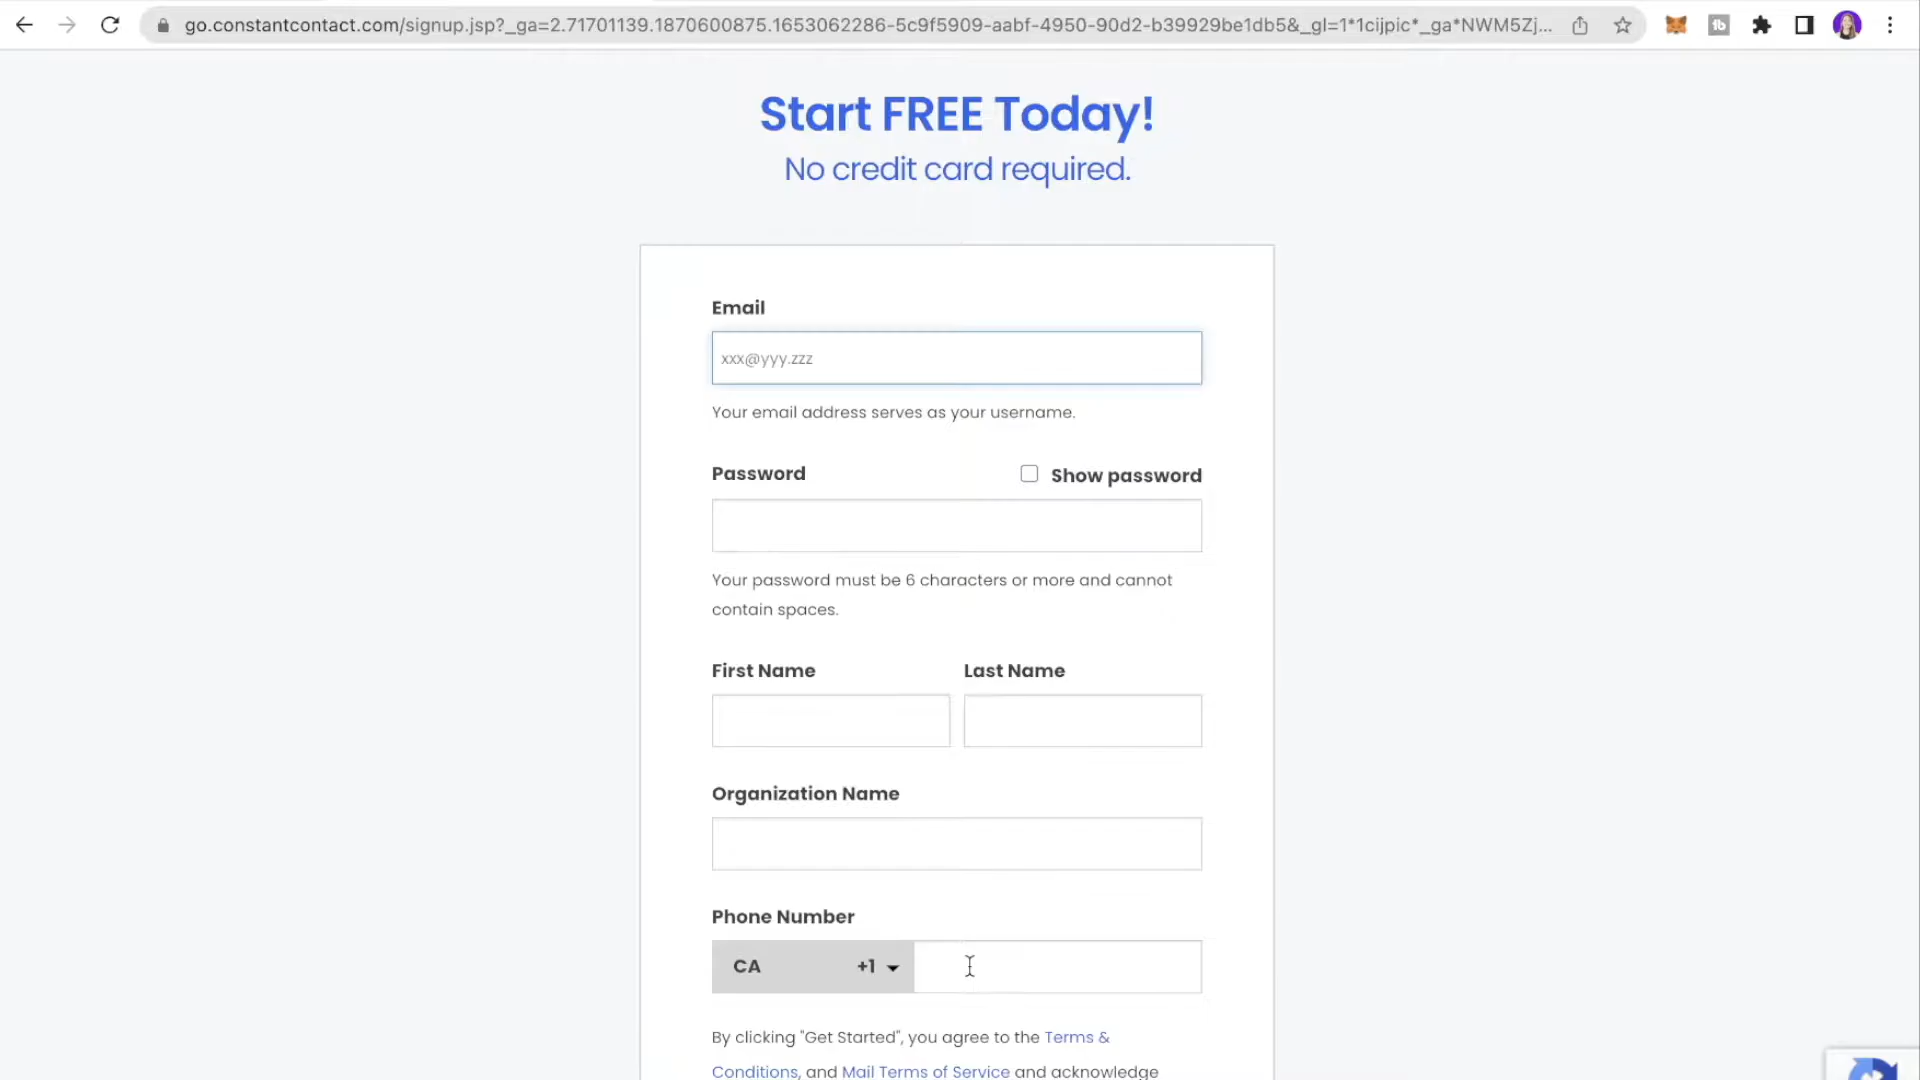 go.constantcontact.com/signup.jsp?_ga=2.71701139.1870600875.1653062286-5c9f5909-aabf-4950-90d2-b39929be1db5&_gl=1*1cijpic*_ga*NWM5Zj...
Start FREE Today!
No credit card required.
Email
xxx@yyy.zzz
Your email address serves as your username.
Password
Show password
Your password must be 6 characters or more and cannot
contain spaces.
First Name Last Name
Organization Name
Phone Number
CA +1
By clicking "Get Started", you agree to the Terms &
Conditions, and Mail Terms of Service and acknowledge